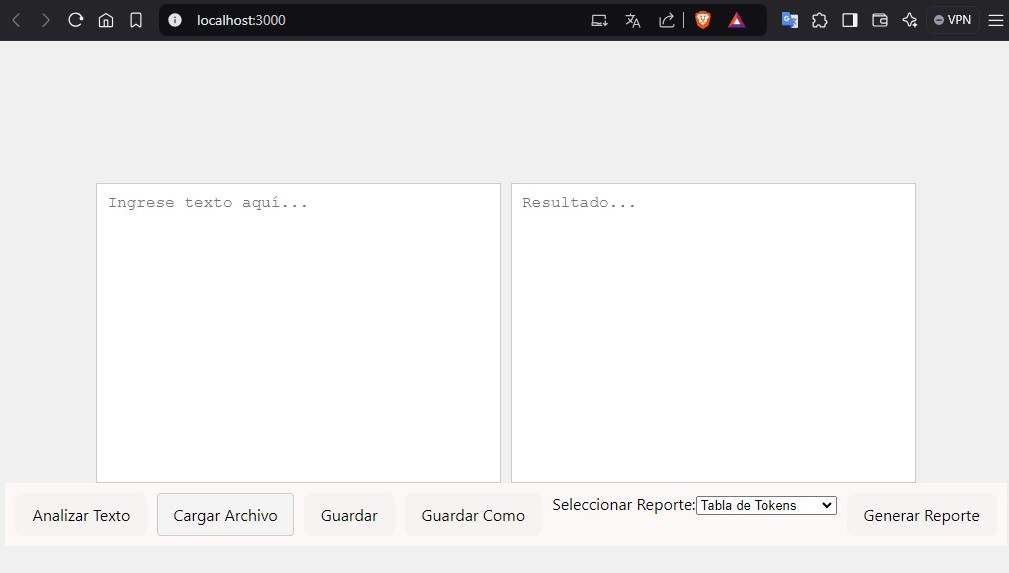 localhost:3000
VPN
Ingrese texto aquí...
Resultado...
Analizar Texto
Cargar Archivo
Guardar
Guardar Como
Seleccionar Reporte:
Tabla de Tokens
Generar Reporte